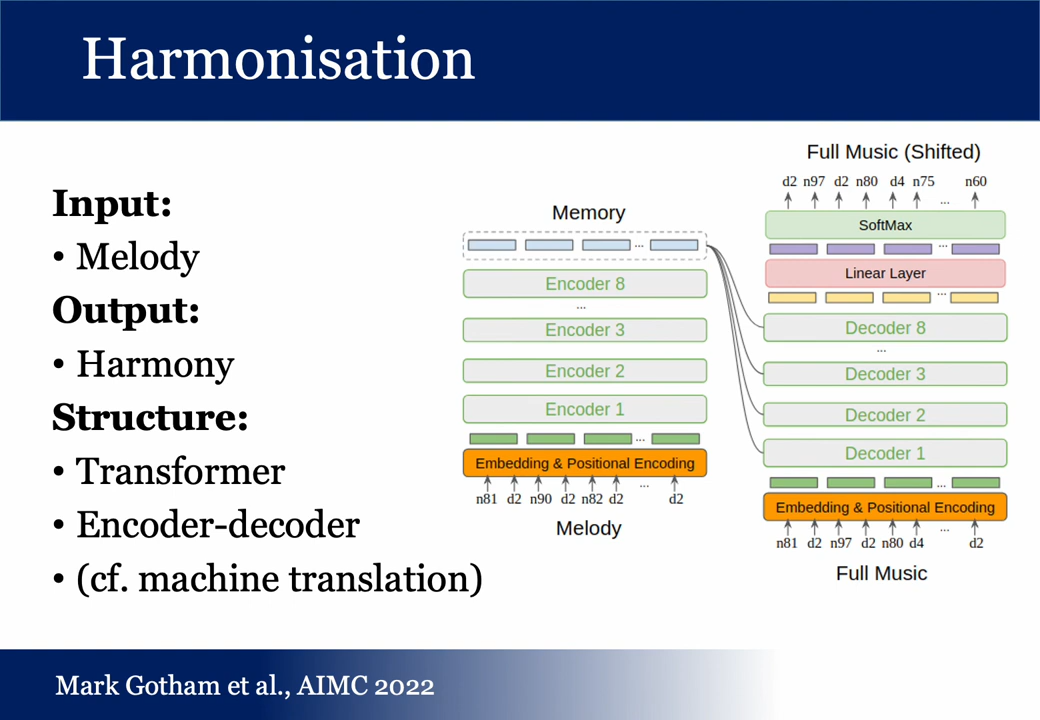 Harmonisation
Input:
• Melody
Output:
• Harmony
Structure:
• Transformer
• Encoder-decoder
• (cf. machine translation)
Memory
...
Encoder 8
...
Encoder 3
Encoder 2
Encoder 1
...
Embedding & Positional Encoding
n81 d2 n90 d2 n82 d2 ... d2
Melody
Full Music (Shifted)
d2 n97 d2 n80 d4 n75 ... n60
SoftMax
...
Linear Layer
...
Decoder 8
...
Decoder 3
Decoder 2
Decoder 1
...
Embedding & Positional Encoding
n81 d2 n97 d2 n80 d4 ... d2
Full Music
Mark Gotham et al., AIMC 2022